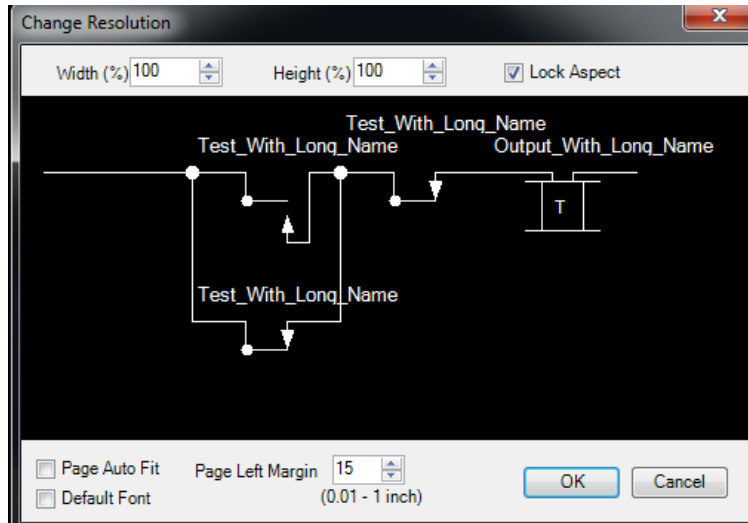 Change Resolution
Width (%) 100 Height (%) 100 Lock Aspect
Test_With_Long_Name
Test_With_Long_Name Output_With_Long_Name
T
Test_With_Long_Name
Page Auto Fit Page Left Margin 15 OK Cancel
Default Font (0.01 - 1 inch)